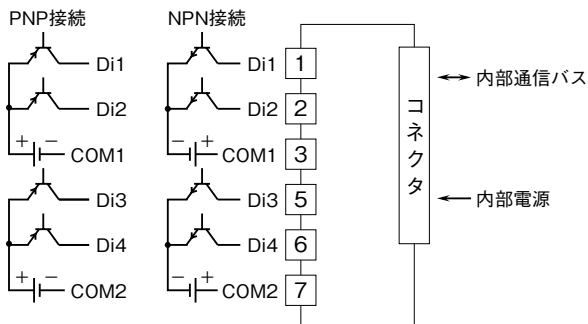 PNP接続 NPN接続
Di1 Di1 1
内部通信バス
Di2 Di2 2
コネクタ
+ − COM1 − + COM1 3
Di3 Di3 5
内部電源
Di4 Di4 6
+ − COM2 − + COM2 7